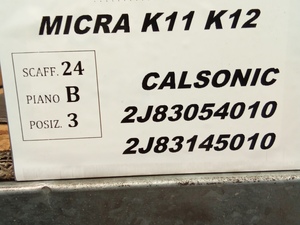 MICRA K11 K12
SCAFF. 24
PIANO B
POSIZ. 3
CALSONIC
2J83054010
2J83145010